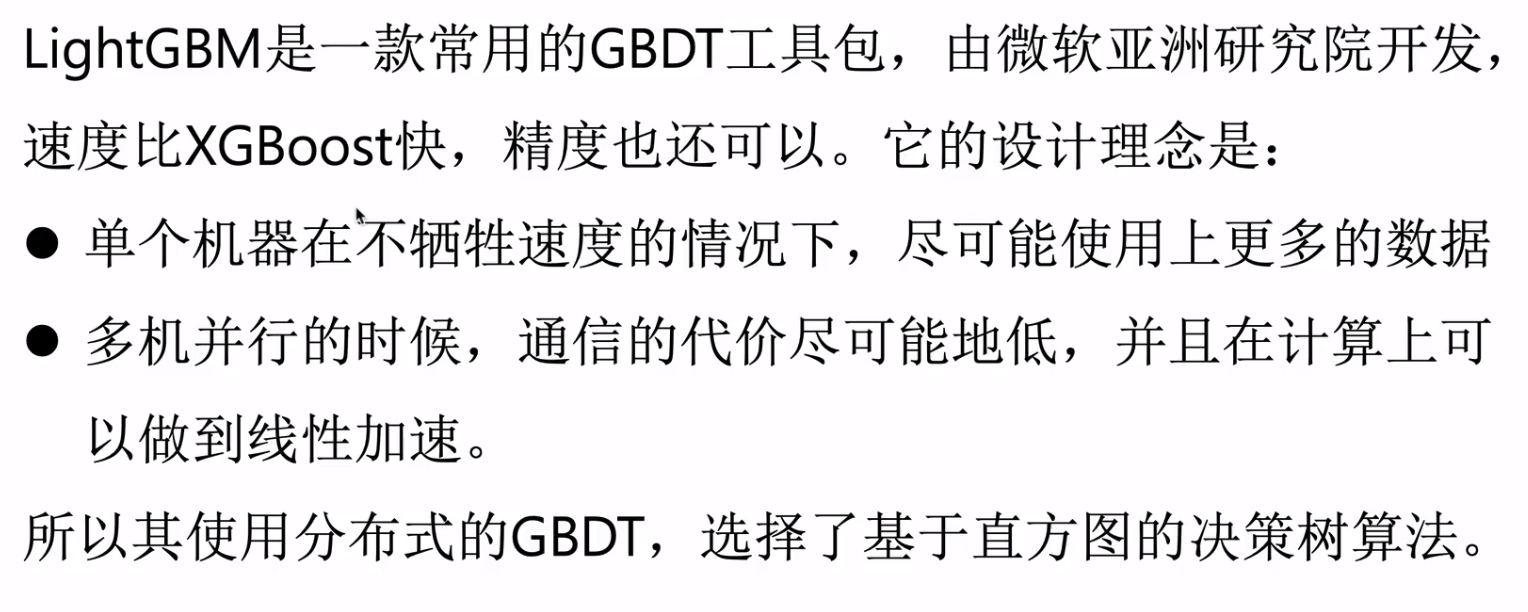 LightGBM是一款常用的GBDT工具包，由微软亚洲研究院开发，
速度比XGBoost快，精度也还可以。它的设计理念是：
● 单个机器在不牺牲速度的情况下，尽可能使用上更多的数据
● 多机并行的时候，通信的代价尽可能地低，并且在计算上可
以做到线性加速。
所以其使用分布式的GBDT，选择了基于直方图的决策树算法。